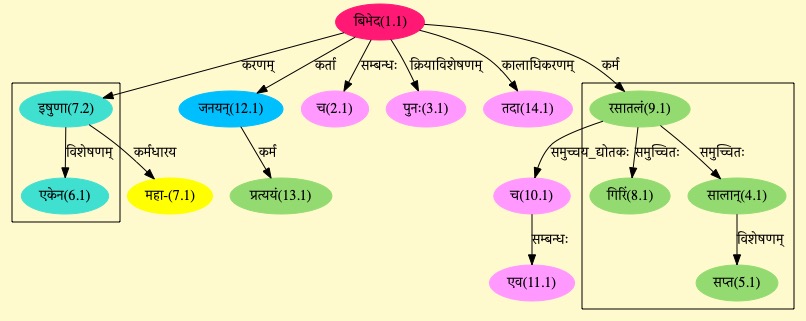 बिभेद(1.1)
करणम् कर्ता सम्बन्धः क्रियाविशेषणम् कालाधिकरणम् कर्म
इषुणा(7.2) जनयन्(12.1) च(2.1) पुनः(3.1) तदा(14.1) रसातलं(9.1)
विशेषणम् कर्मधारय कर्म समुच्चय_द्योतकः समुच्चितः समुच्चितः
एकेन(6.1) महा-(7.1) प्रत्ययं(13.1) च(10.1) गिरिं(8.1) सालान्(4.1)
सम्बन्धः विशेषणम्
एव(11.1) सप्त(5.1)